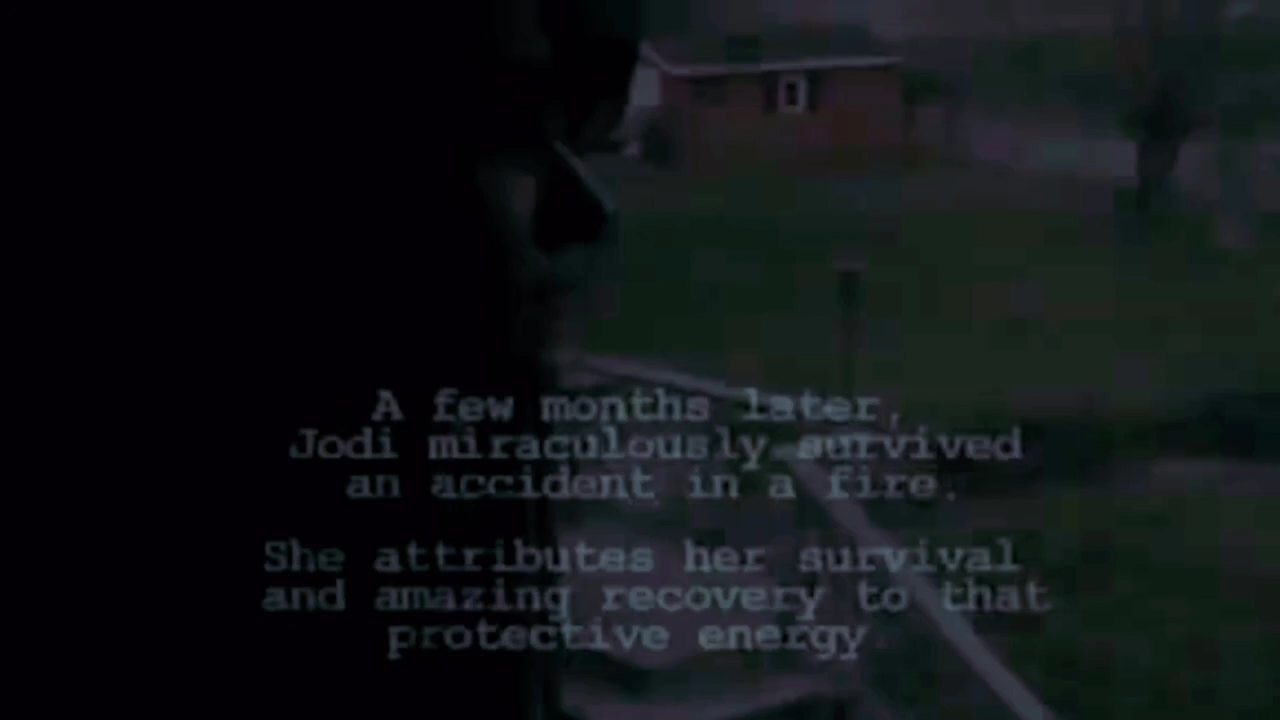 A few months later,
Jodi miraculously survived
an accident in a fire.
She attributes her survival
and amazing recovery to that
protective energy.